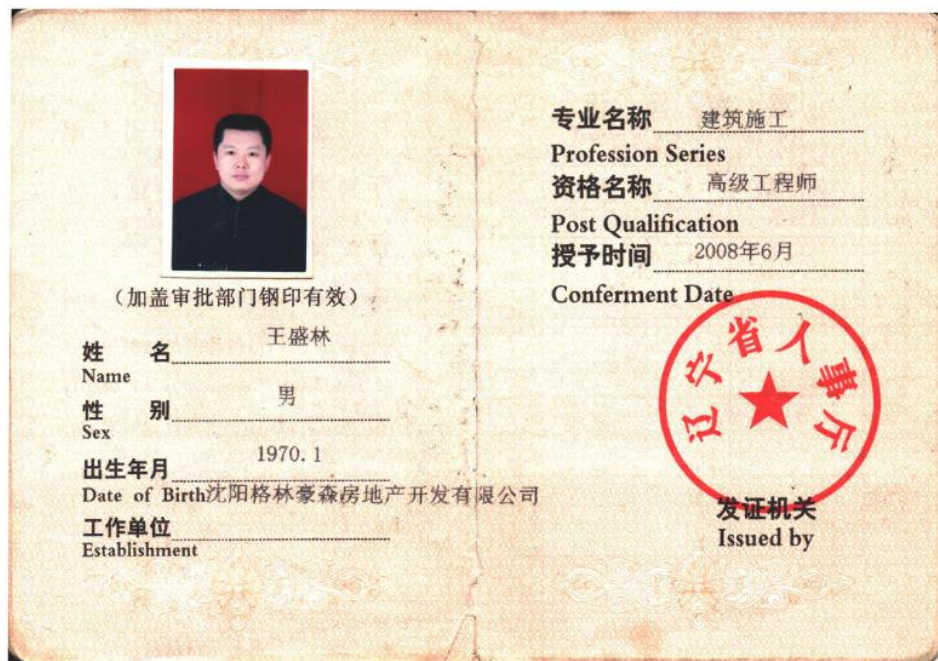 （加盖审批部门钢印有效）
姓 名 王盛林
Name
性 别 男
Sex
出生年月 1970.1
Date of Birth 沈阳格林豪森房地产开发有限公司
工作单位
Establishment
专业名称 建筑施工
Profession Series
资格名称 高级工程师
Post Qualification
授予时间 2008年6月
Conferment Date
辽宁省人事厅
发证机关
Issued by